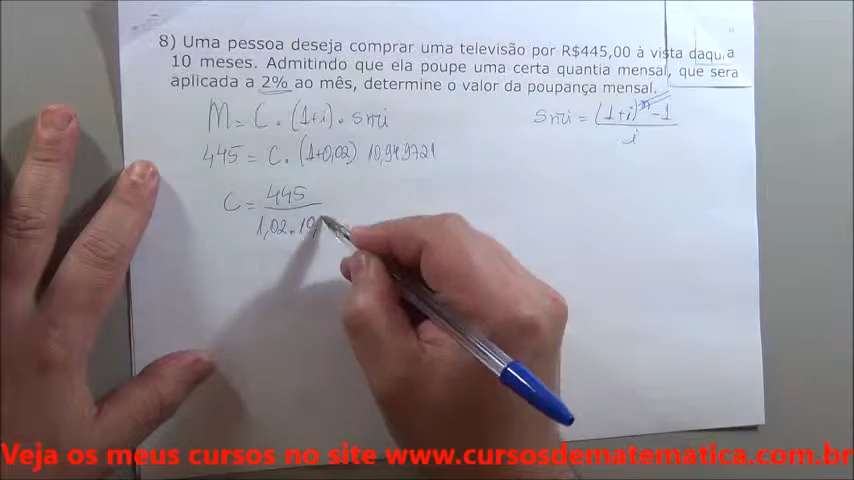 8) Uma pessoa deseja comprar uma televisão por R$445,00 à vista daqui a
10 meses. Admitindo que ela poupe uma certa quantia mensal, que será
aplicada a 2% ao mês, determine o valor da poupança mensal.
M = C . (1+i) . sni
sni = (1+i)^n -1 / i
445 = C . (1+0,02) 10,949721
C = 445 / 1,02 . 10,
Veja os meus cursos no site www.cursosdematematica.com.br